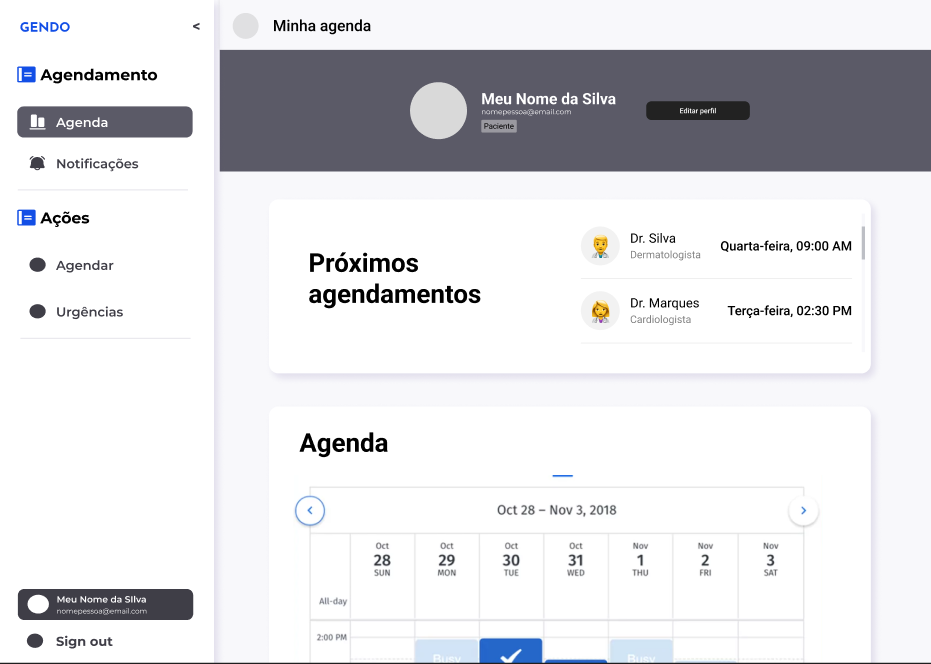 GENDO
<
Agendamento
Agenda
Notificações
Ações
Agendar
Urgências
Meu Nome da SIlva
nomepessoa@email.com
Sign out
Minha agenda
Meu Nome da Silva
nomepessoa@email.com
Paciente
Editar perfil
Próximos
agendamentos
Dr. Silva
Dermatologista
Quarta-feira, 09:00 AM
Dr. Marques
Cardiologista
Terça-feira, 02:30 PM
Agenda
Oct 28 – Nov 3, 2018
Oct Oct Oct Oct Nov Nov Nov
28 29 30 31 1 2 3
SUN MON TUE WED THU FRI SAT
All-day
2:00 PM
Busy Busy